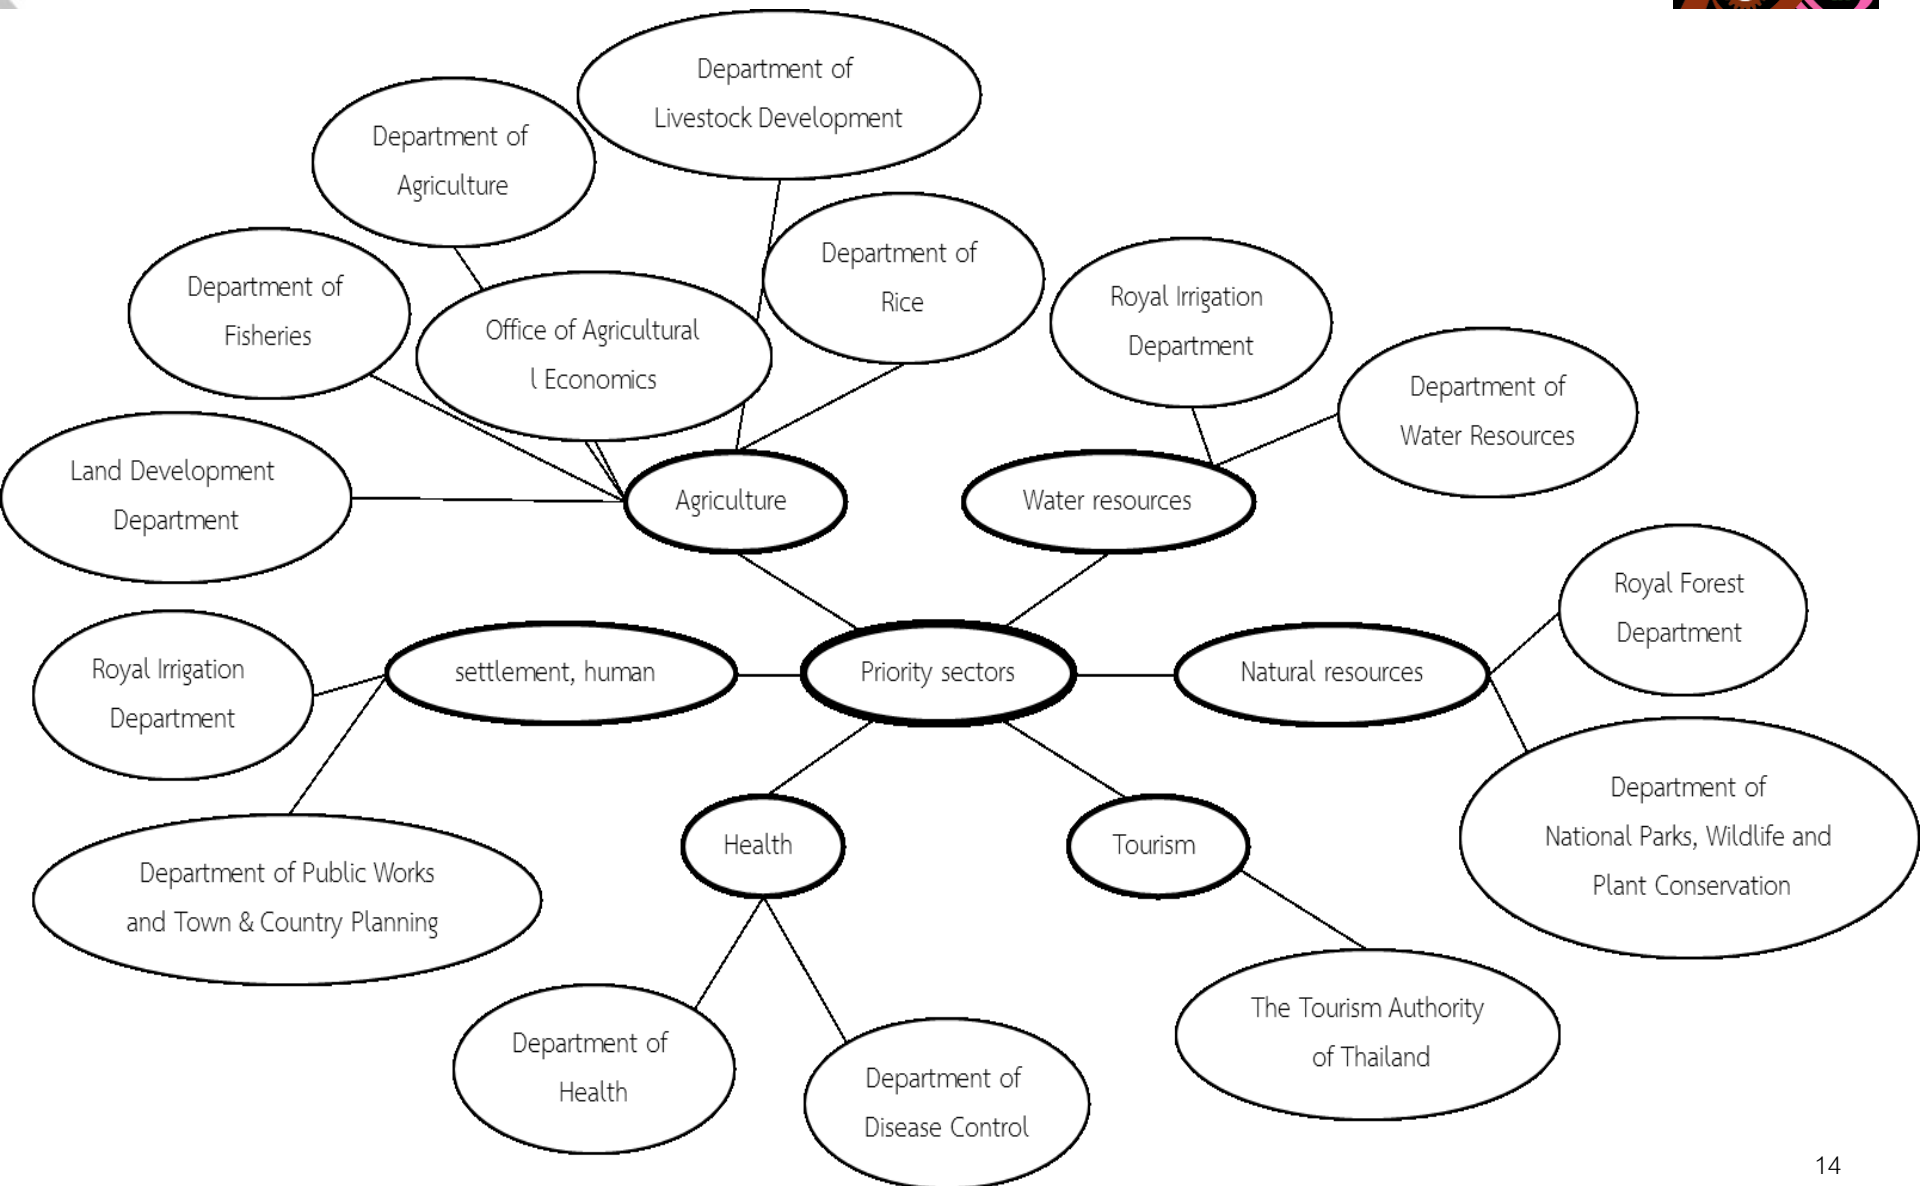 Department of
Livestock Development
Department of
Agriculture
Department of
Rice
Department of
Fisheries
Office of Agricultural
l Economics
Royal Irrigation
Department
Department of
Water Resources
Land Development
Department
Agriculture
Water resources
Royal Forest
Department
Royal Irrigation
Department
settlement, human
Priority sectors
Natural resources
Department of
National Parks, Wildlife and
Plant Conservation
Health
Tourism
Department of Public Works
and Town & Country Planning
The Tourism Authority
of Thailand
Department of
Health
Department of
Disease Control
14